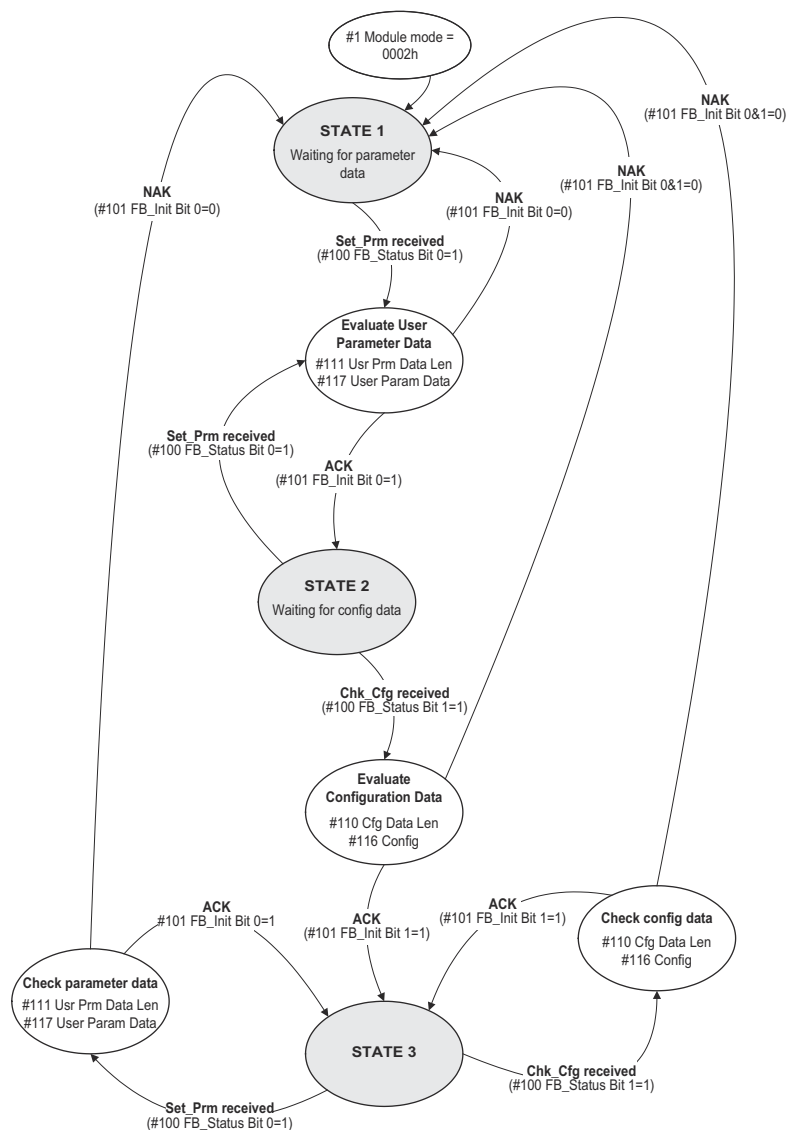 #1 Module mode =
0002h
STATE 1
Waiting for parameter
data
NAK
(#101 FB_Init Bit 0&1=0)
NAK
(#101 FB_Init Bit 0&1=0)
NAK
(#101 FB_Init Bit 0=0)
NAK
(#101 FB_Init Bit 0=0)
Set_Prm received
(#100 FB_Status Bit 0=1)
Evaluate User
Parameter Data
#111 Usr Prm Data Len
#117 User Param Data
Set_Prm received
(#100 FB_Status Bit 0=1)
ACK
(#101 FB_Init Bit 0=1)
STATE 2
Waiting for config data
Chk_Cfg received
(#100 FB_Status Bit 1=1)
Evaluate
Configuration Data
#110 Cfg Data Len
#116 Config
ACK
#101 FB_Init Bit 0=1
ACK
(#101 FB_Init Bit 1=1)
ACK
(#101 FB_Init Bit 1=1)
Check config data
#110 Cfg Data Len
#116 Config
Check parameter data
#111 Usr Prm Data Len
#117 User Param Data
STATE 3
Chk_Cfg received
(#100 FB_Status Bit 1=1)
Set_Prm received
(#100 FB_Status Bit 0=1)